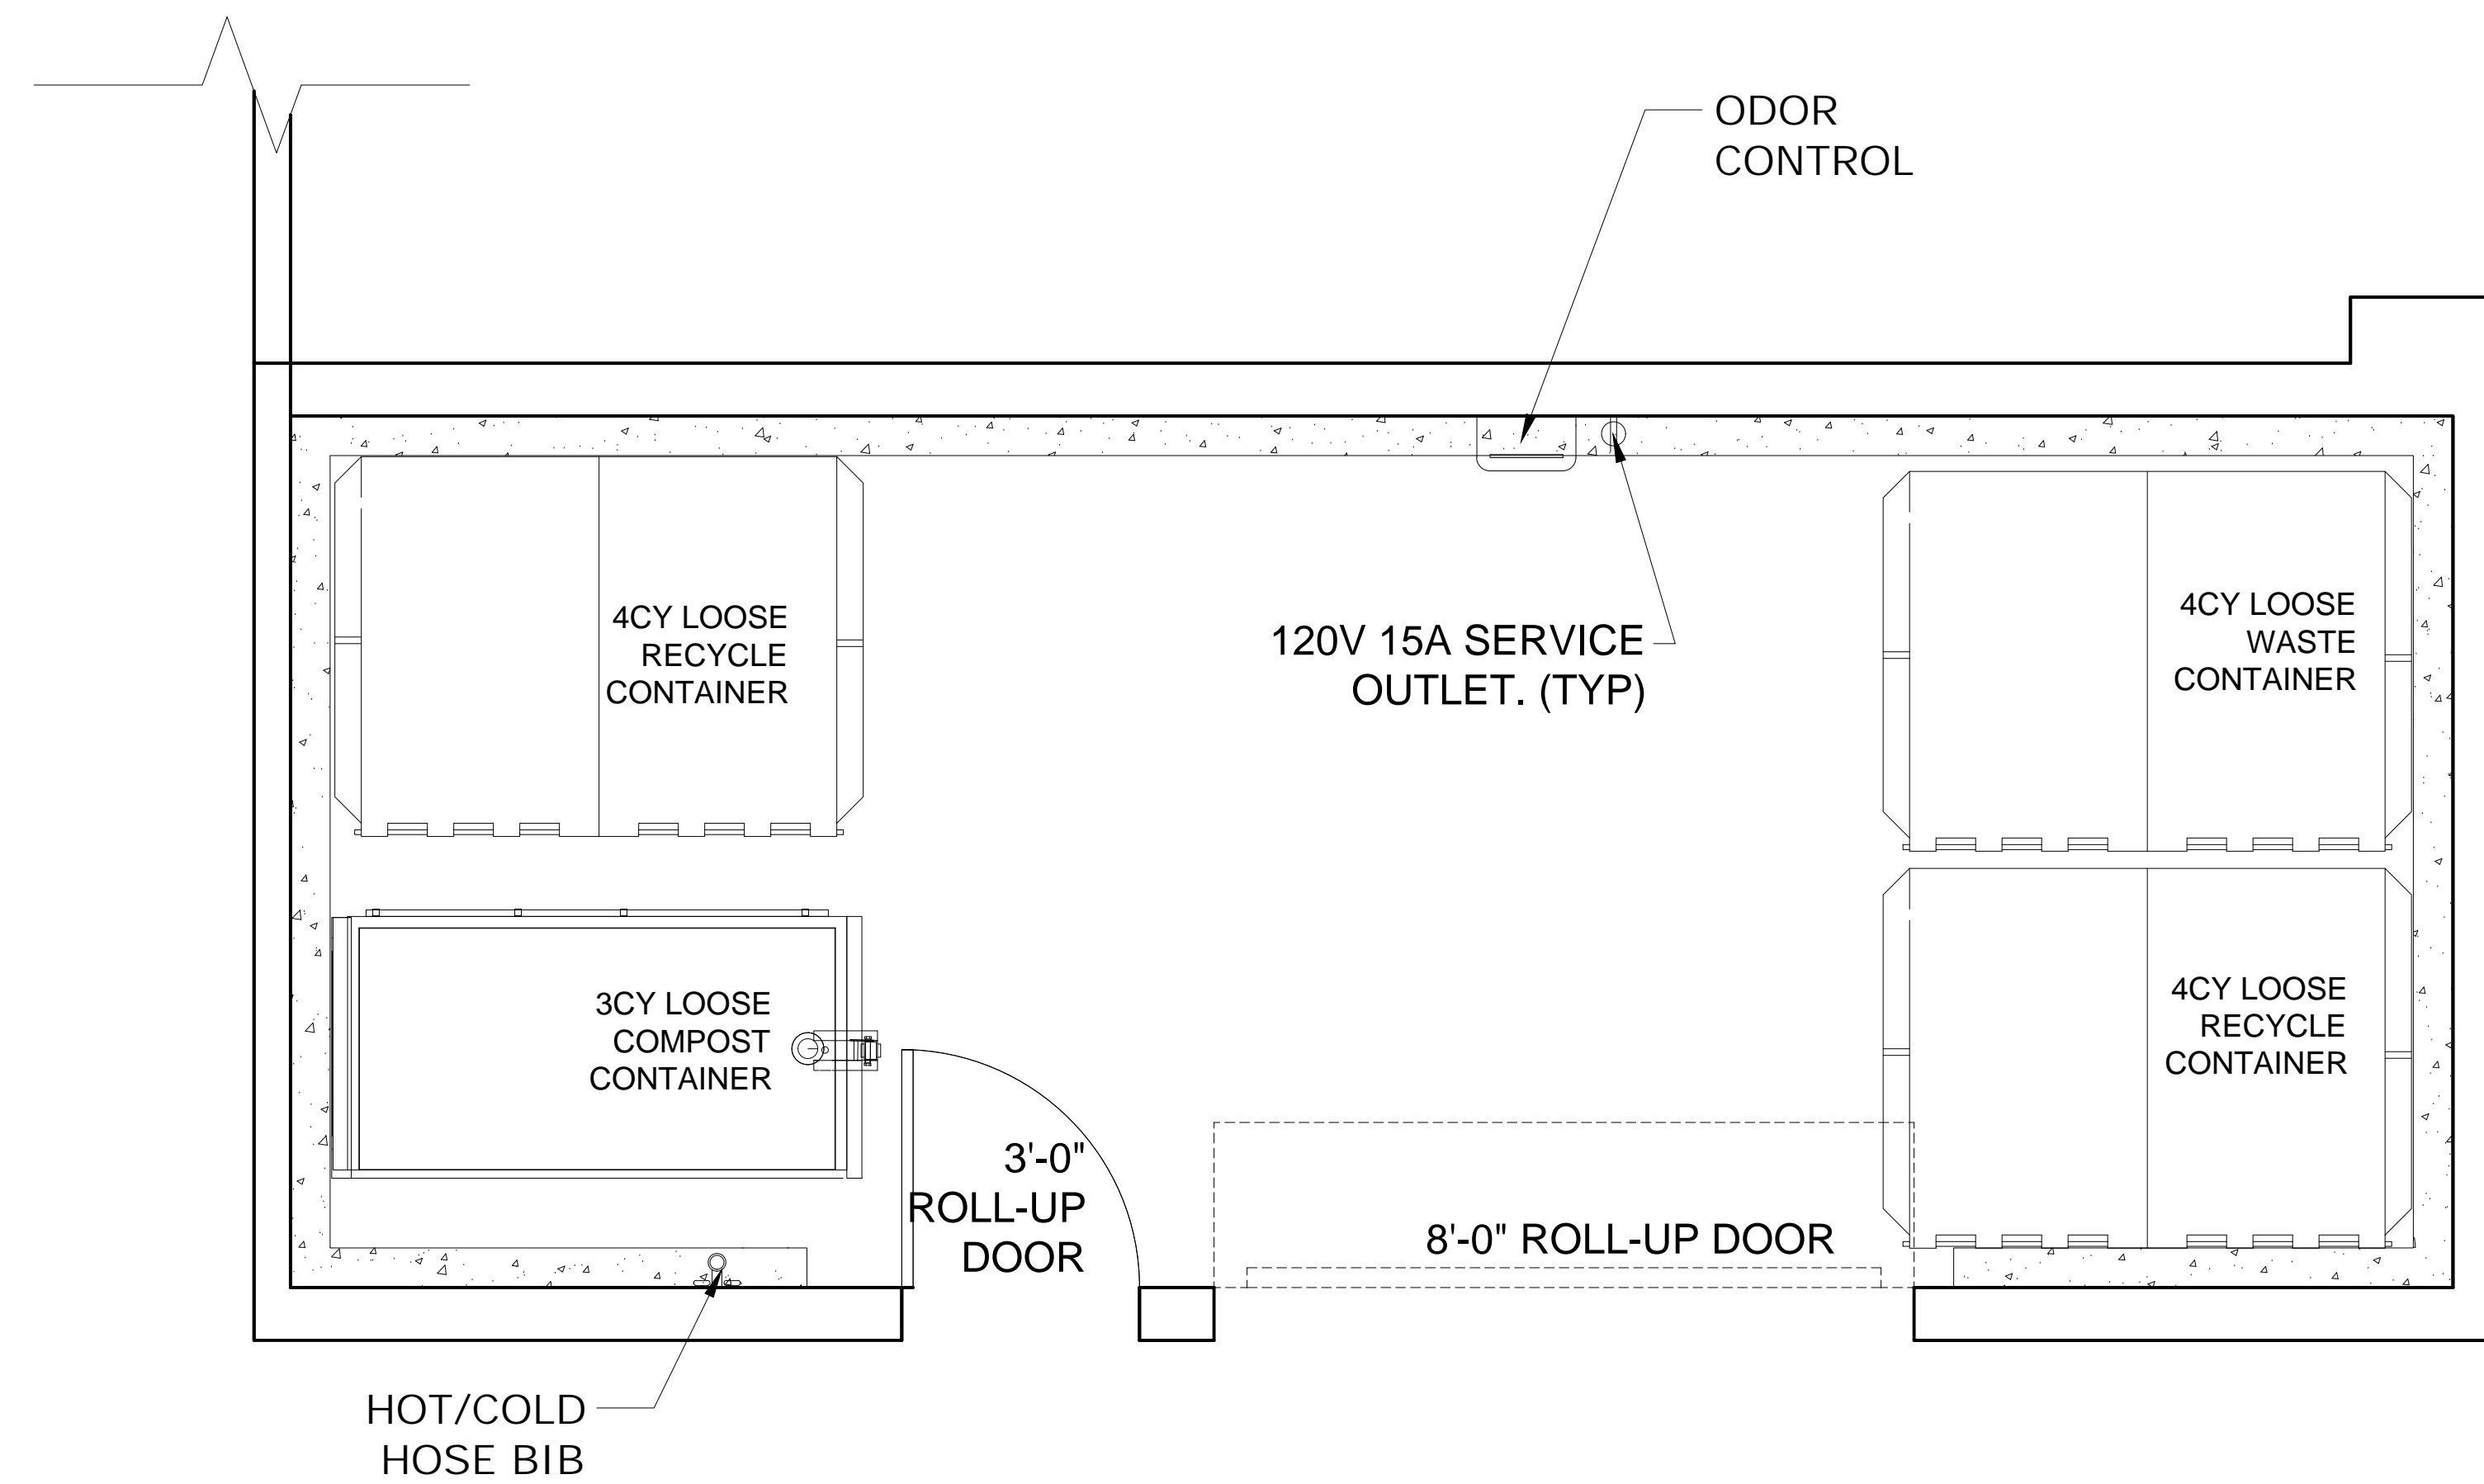 ODOR
CONTROL
4CY LOOSE
RECYCLE
CONTAINER
120V 15A SERVICE
OUTLET. (TYP)
4CY LOOSE
WASTE
CONTAINER
3CY LOOSE
COMPOST
CONTAINER
4CY LOOSE
RECYCLE
CONTAINER
3'-0"
ROLL-UP
DOOR
8'-0" ROLL-UP DOOR
HOT/COLD
HOSE BIB